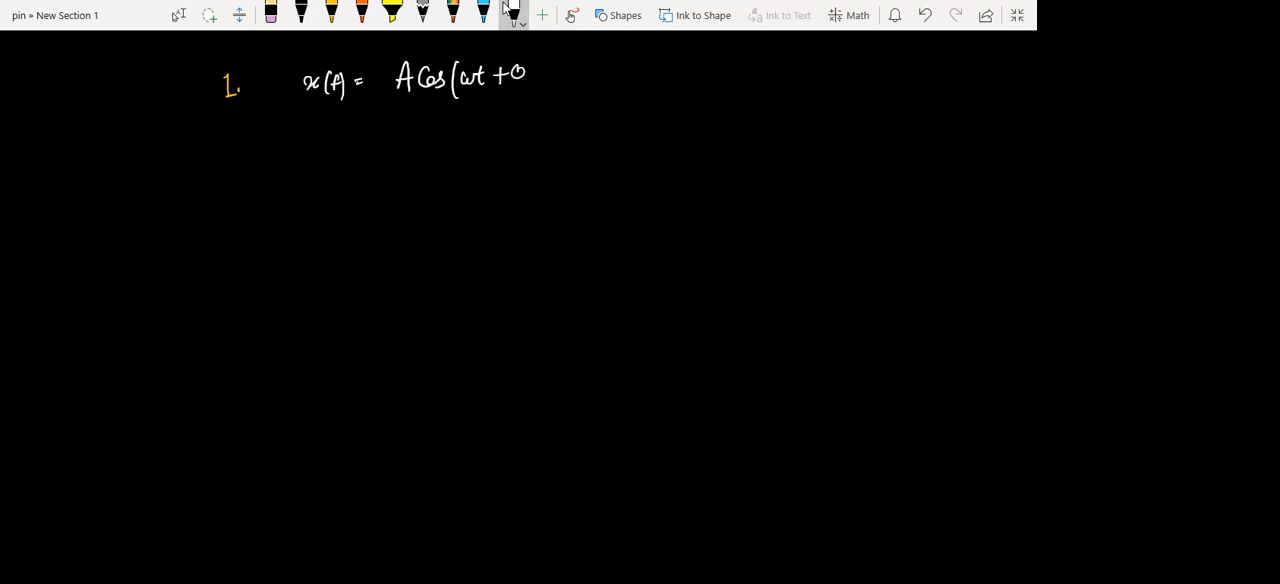 pin » New Section 1 Shapes Ink to Shape Ink to Text Math
1. x(t) = A Cos(ωt + O